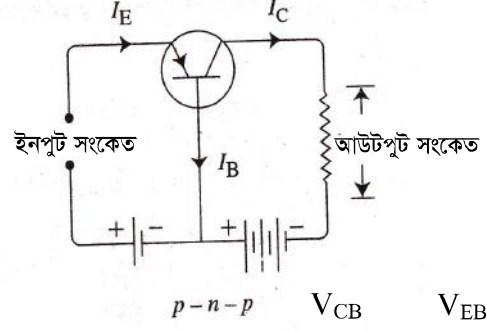 I_E I_C
ইনপুট সংকেত আউটপুট সংকেত
I_B
+ - + -
p – n – p V_CB V_EB